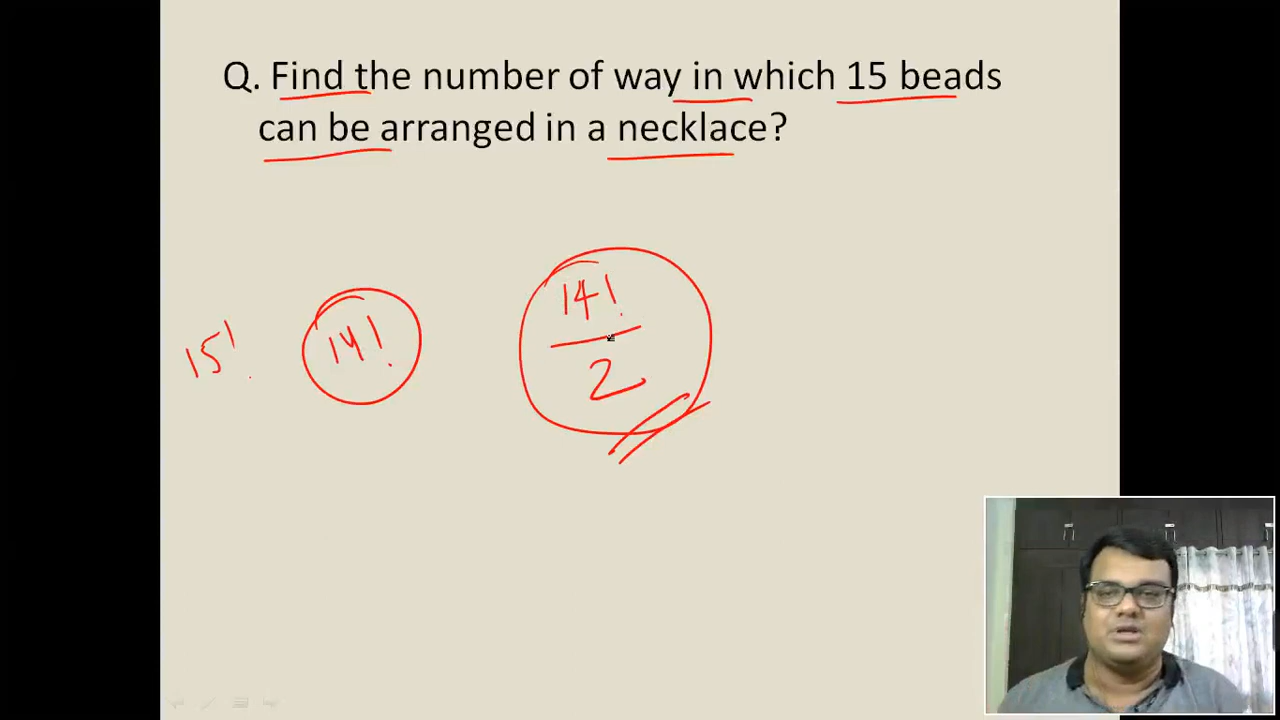 Q. Find the number of way in which 15 beads
can be arranged in a necklace?
15!
14!
14!
2